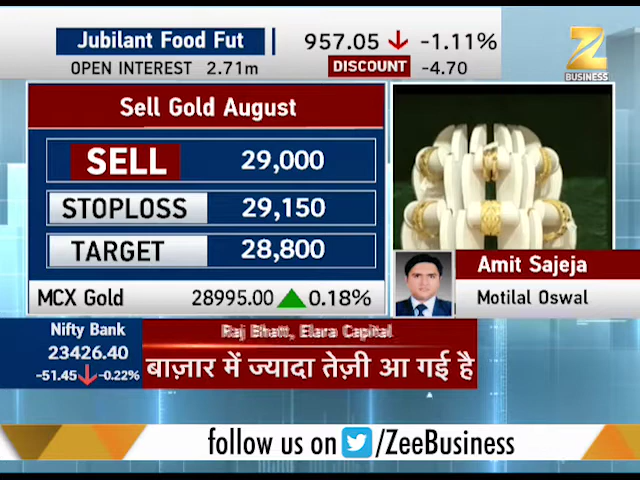 Jubilant Food Fut
957.05 -1.11%
OPEN INTEREST 2.71m
DISCOUNT -4.70
Z
BUSINESS
Sell Gold August
SELL 29,000
STOPLOSS 29,150
TARGET 28,800
MCX Gold 28995.00 0.18%
Amit Sajeja
Motilal Oswal
Nifty Bank
23426.40
-51.45 -0.22%
Raj Bhatt, Elara Capital
बाज़ार में ज्यादा तेज़ी आ गई है
follow us on /ZeeBusiness